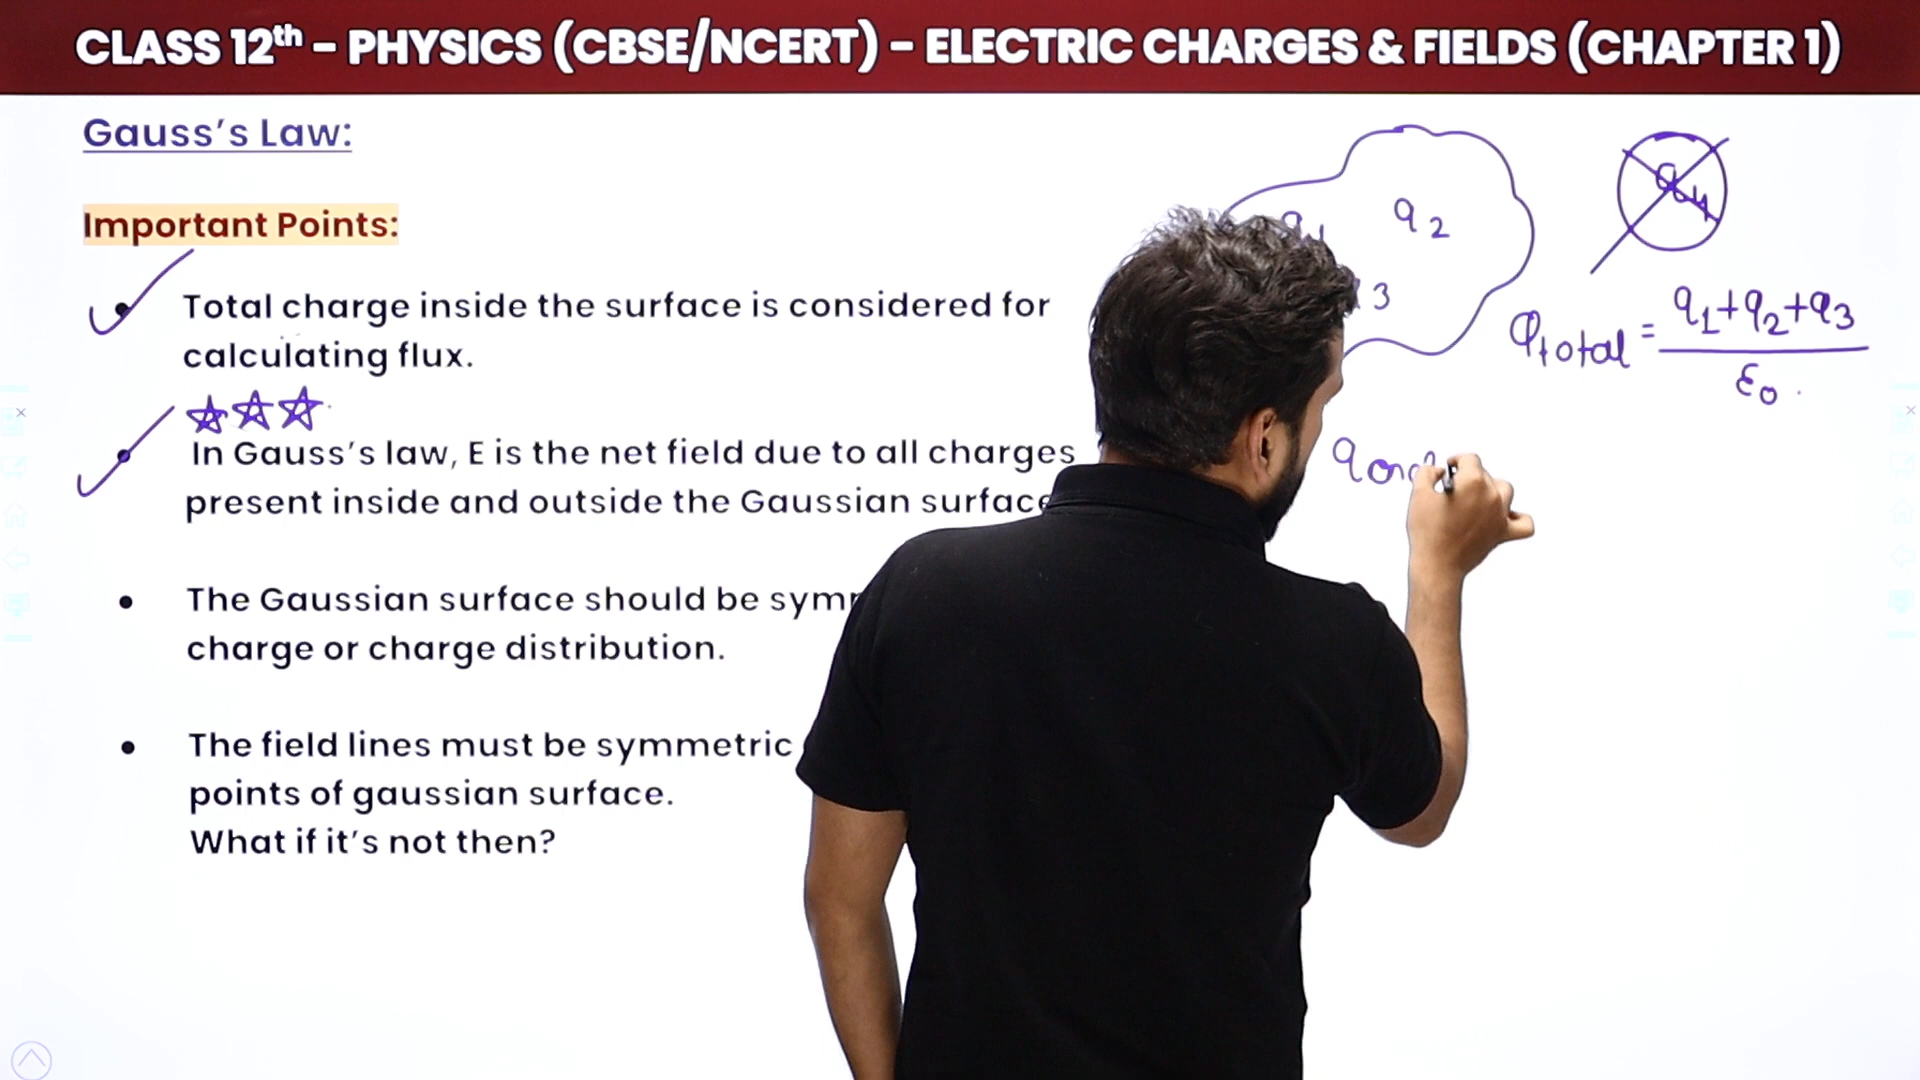 CLASS 12th – PHYSICS (CBSE/NCERT) – ELECTRIC CHARGES & FIELDS (CHAPTER 1)
Gauss's Law:
Important Points:
Total charge inside the surface is considered for
calculating flux.
In Gauss's law, E is the net field due to all charges
present inside and outside the Gaussian surface
The Gaussian surface should be
charge or charge distribution.
The field lines must be symmetric
points of gaussian surface.
What if it's not then?
q2
3
q4
φtotal = q1+q2+q3
ε0